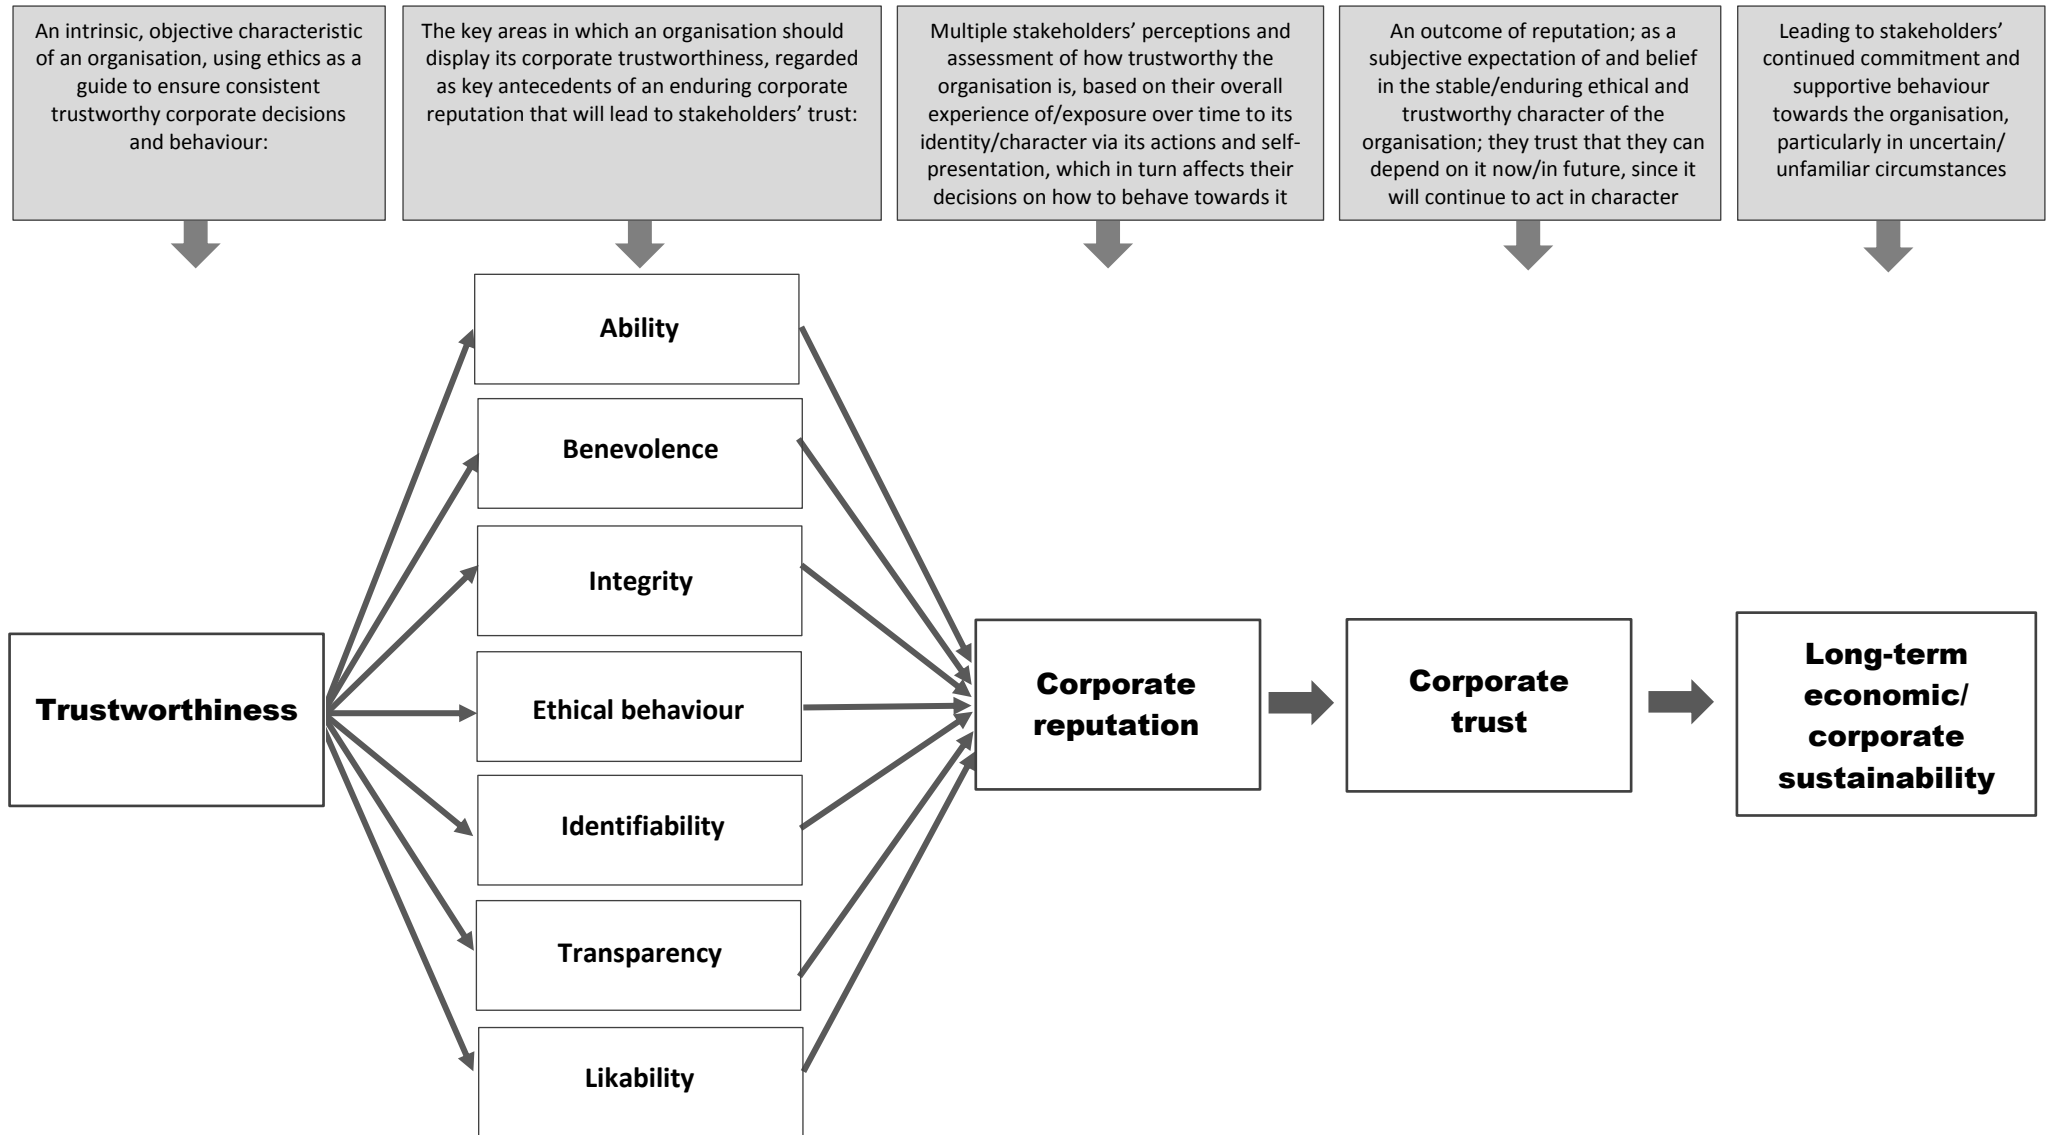 An intrinsic, objective characteristic
of an organisation, using ethics as a
guide to ensure consistent
trustworthy corporate decisions
and behaviour:
The key areas in which an organisation should
display its corporate trustworthiness, regarded
as key antecedents of an enduring corporate
reputation that will lead to stakeholders’ trust:
Multiple stakeholders’ perceptions and
assessment of how trustworthy the
organisation is, based on their overall
experience of/exposure over time to its
identity/character via its actions and self-
presentation, which in turn affects their
decisions on how to behave towards it
An outcome of reputation; as a
subjective expectation of and belief
in the stable/enduring ethical and
trustworthy character of the
organisation; they trust that they can
depend on it now/in future, since it
will continue to act in character
Leading to stakeholders’
continued commitment and
supportive behaviour
towards the organisation,
particularly in uncertain/
unfamiliar circumstances
Trustworthiness
Ability
Benevolence
Integrity
Ethical behaviour
Identifiability
Transparency
Likability
Corporate
reputation
Corporate
trust
Long-term
economic/
corporate
sustainability